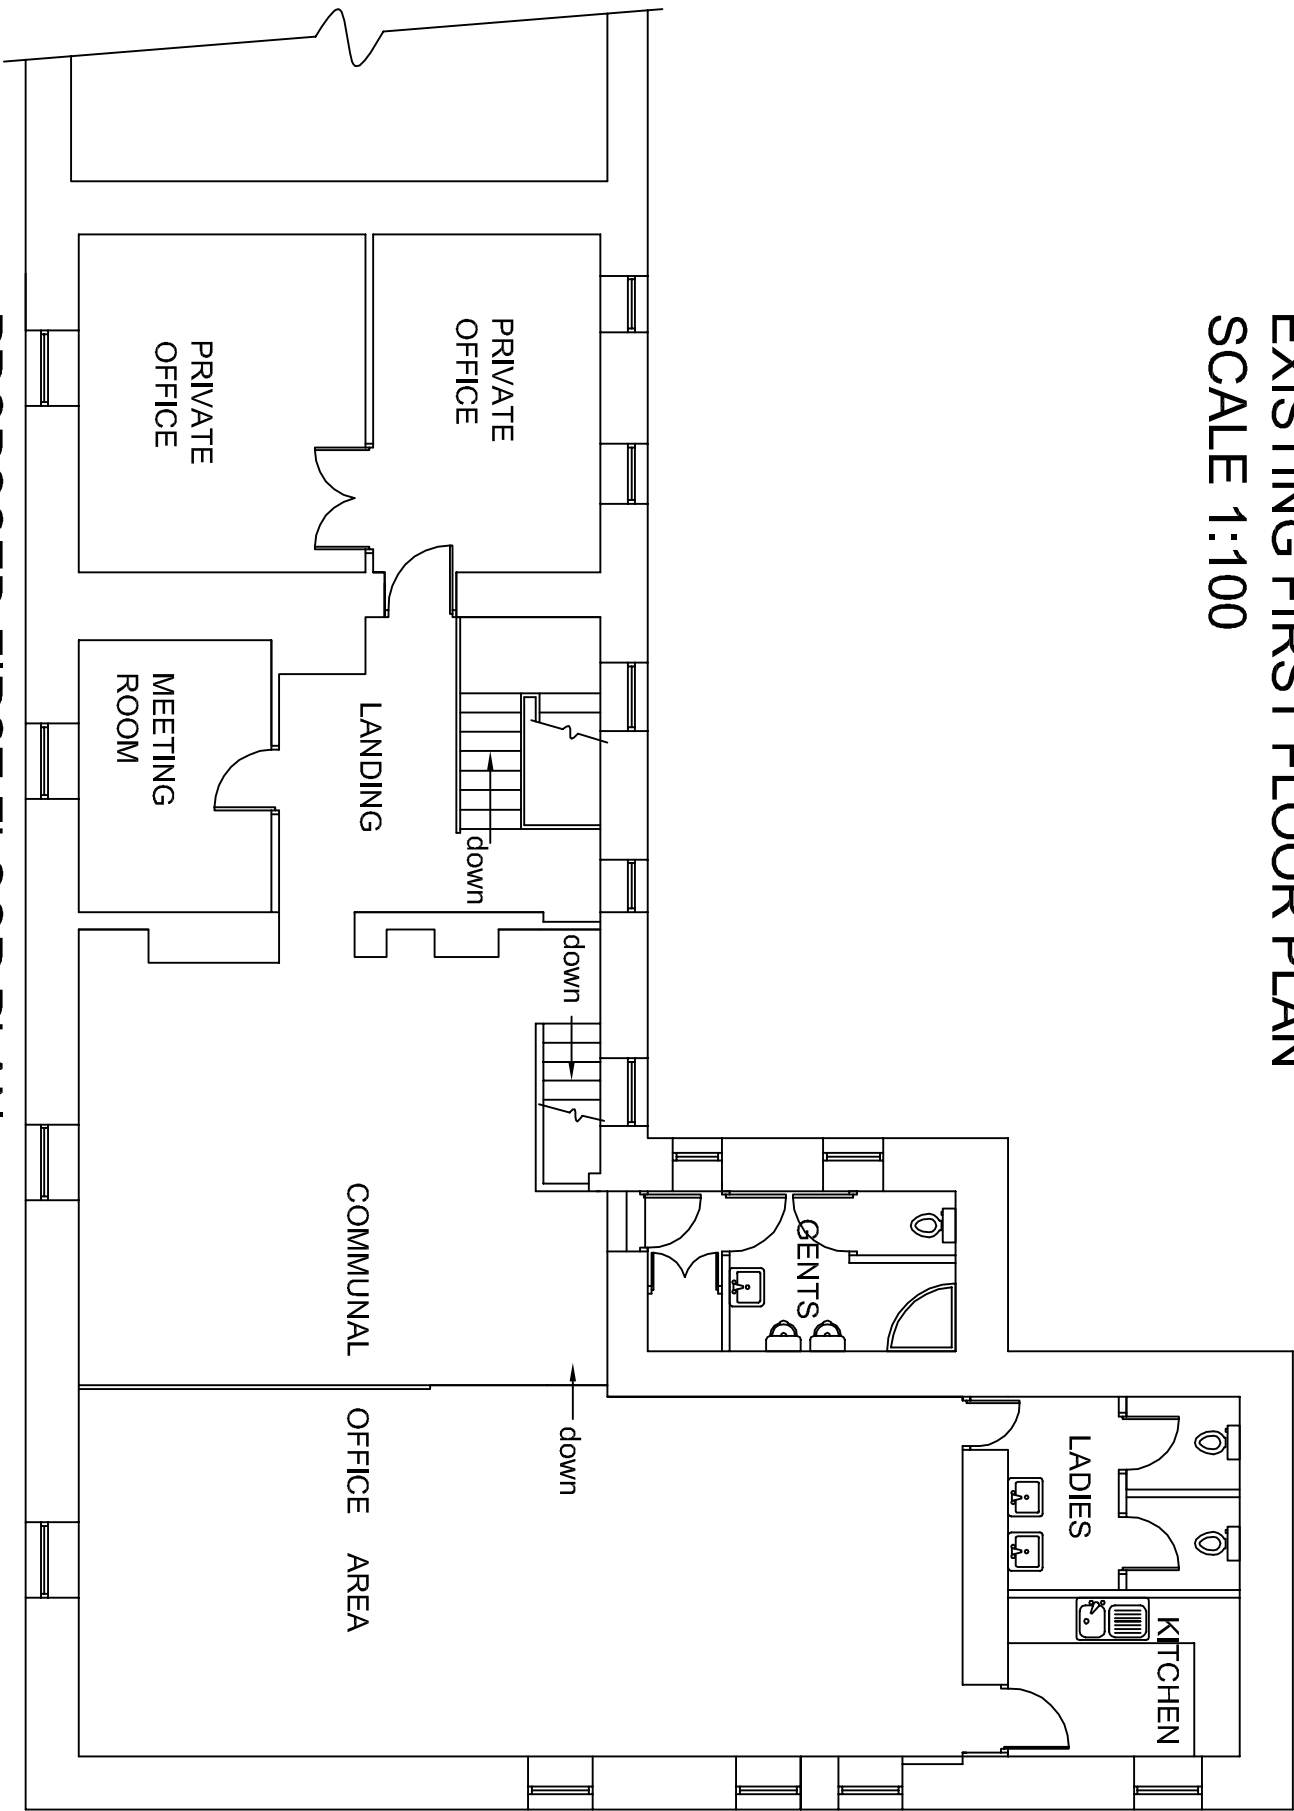 EXISTING FIRST FLOOR PLAN
SCALE 1:100
KITCHEN
LADIES
GENTS
down
down
down
PRIVATE
OFFICE
LANDING
COMMUNAL OFFICE AREA
PRIVATE
OFFICE
MEETING
ROOM